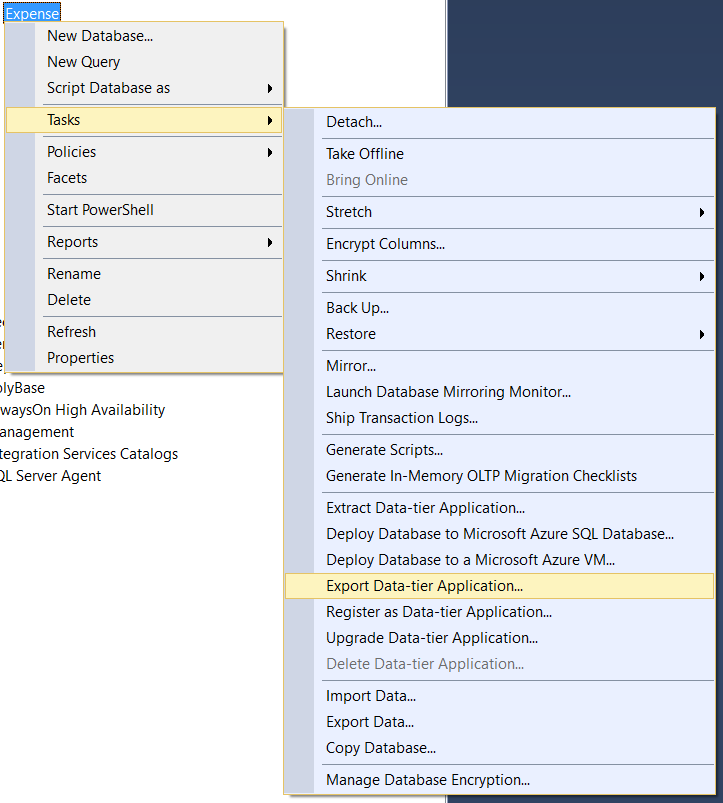 Expense
New Database...
New Query
Script Database as
Tasks
Policies
Facets
Start PowerShell
Reports
Rename
Delete
Refresh
Properties
olyBase
waysOn High Availability
anagement
tegration Services Catalogs
QL Server Agent
Detach...
Take Offline
Bring Online
Stretch
Encrypt Columns...
Shrink
Back Up...
Restore
Mirror...
Launch Database Mirroring Monitor...
Ship Transaction Logs...
Generate Scripts...
Generate In-Memory OLTP Migration Checklists
Extract Data-tier Application...
Deploy Database to Microsoft Azure SQL Database...
Deploy Database to a Microsoft Azure VM...
Export Data-tier Application...
Register as Data-tier Application...
Upgrade Data-tier Application...
Delete Data-tier Application...
Import Data...
Export Data...
Copy Database...
Manage Database Encryption...